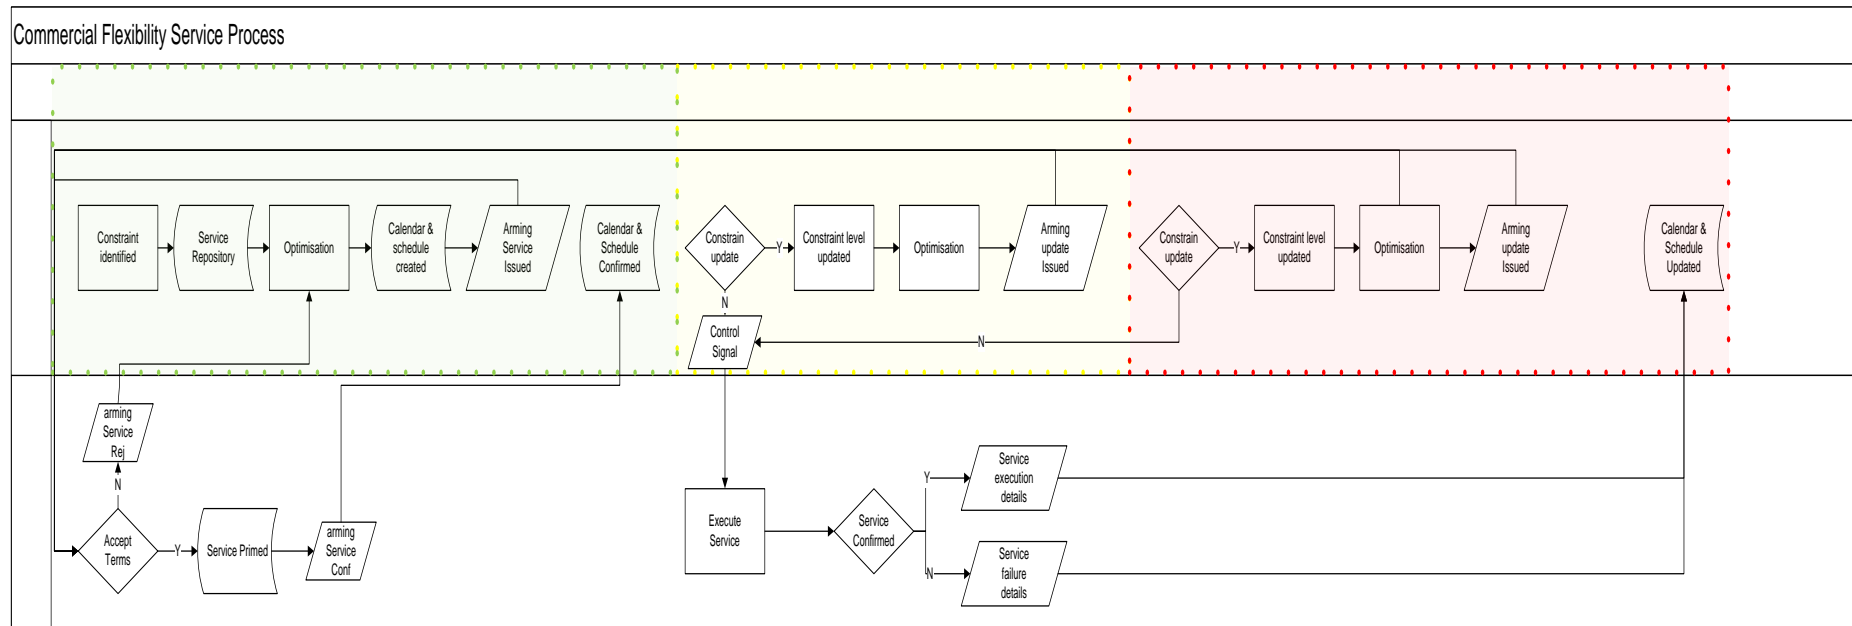 Commercial Flexibility Service Process
Constraint
identified
Service
Repository
Optimisation
Calendar &
schedule
created
Arming
Service
Issued
Calendar &
Schedule
Confirmed
Constrain
update
Y
Constraint level
updated
Optimisation
Arming
update
Issued
Constrain
update
Y
Constraint level
updated
Optimisation
Arming
update
Issued
Calendar &
Schedule
Updated
N
Control
Signal
N
arming
Service
Rej
N
Accept
Terms
Y
Service Primed
arming
Service
Conf
Execute
Service
Service
Confirmed
Y
Service
execution
details
N
Service
failure
details